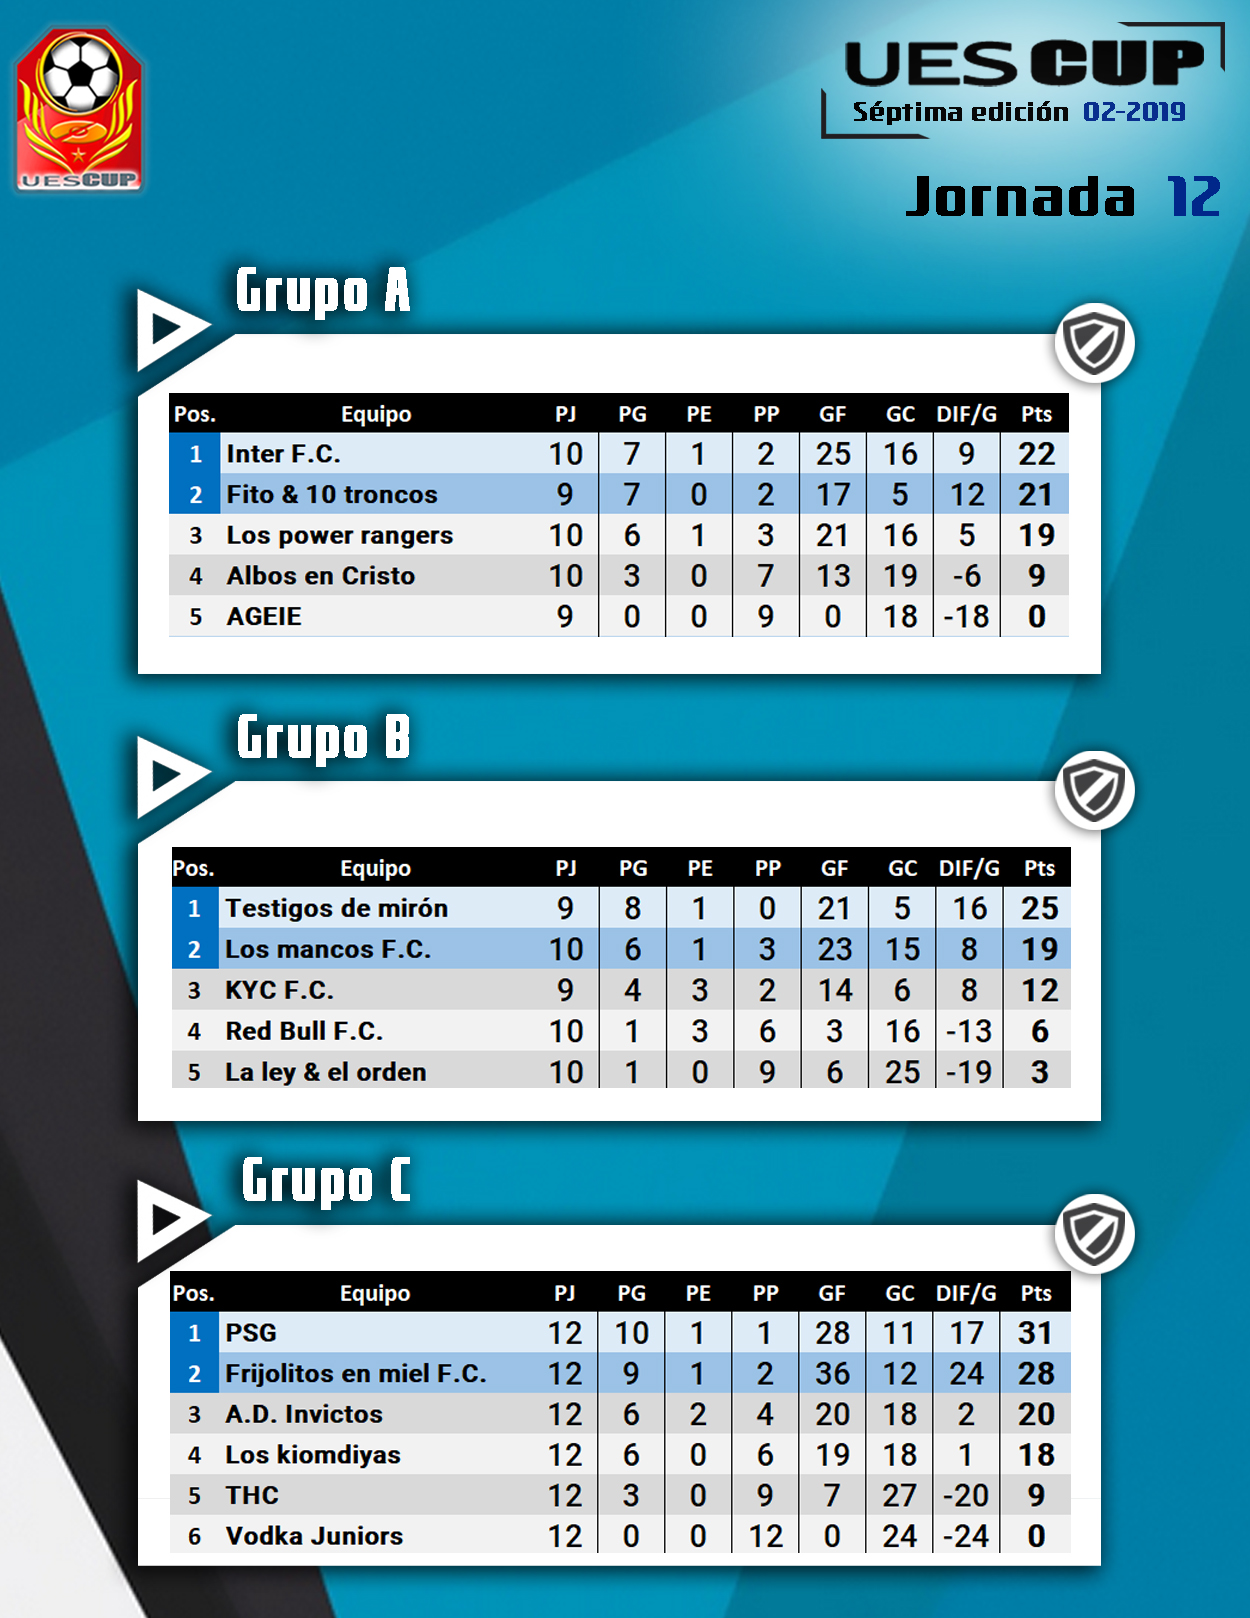 UES CUP
Séptima edición 02-2019
UESCUP
Jornada 12
Grupo A
Pos. Equipo PJ PG PE PP GF GC DIF/G Pts
1 Inter F.C. 10 7 1 2 25 16 9 22
2 Fito & 10 troncos 9 7 0 2 17 5 12 21
3 Los power rangers 10 6 1 3 21 16 5 19
4 Albos en Cristo 10 3 0 7 13 19 -6 9
5 AGEIE 9 0 0 9 0 18 -18 0
Grupo B
Pos. Equipo PJ PG PE PP GF GC DIF/G Pts
1 Testigos de mirón 9 8 1 0 21 5 16 25
2 Los mancos F.C. 10 6 1 3 23 15 8 19
3 KYC F.C. 9 4 3 2 14 6 8 12
4 Red Bull F.C. 10 1 3 6 3 16 -13 6
5 La ley & el orden 10 1 0 9 6 25 -19 3
Grupo C
Pos. Equipo PJ PG PE PP GF GC DIF/G Pts
1 PSG 12 10 1 1 28 11 17 31
2 Frijolitos en miel F.C. 12 9 1 2 36 12 24 28
3 A.D. Invictos 12 6 2 4 20 18 2 20
4 Los kiomdiyas 12 6 0 6 19 18 1 18
5 THC 12 3 0 9 7 27 -20 9
6 Vodka Juniors 12 0 0 12 0 24 -24 0